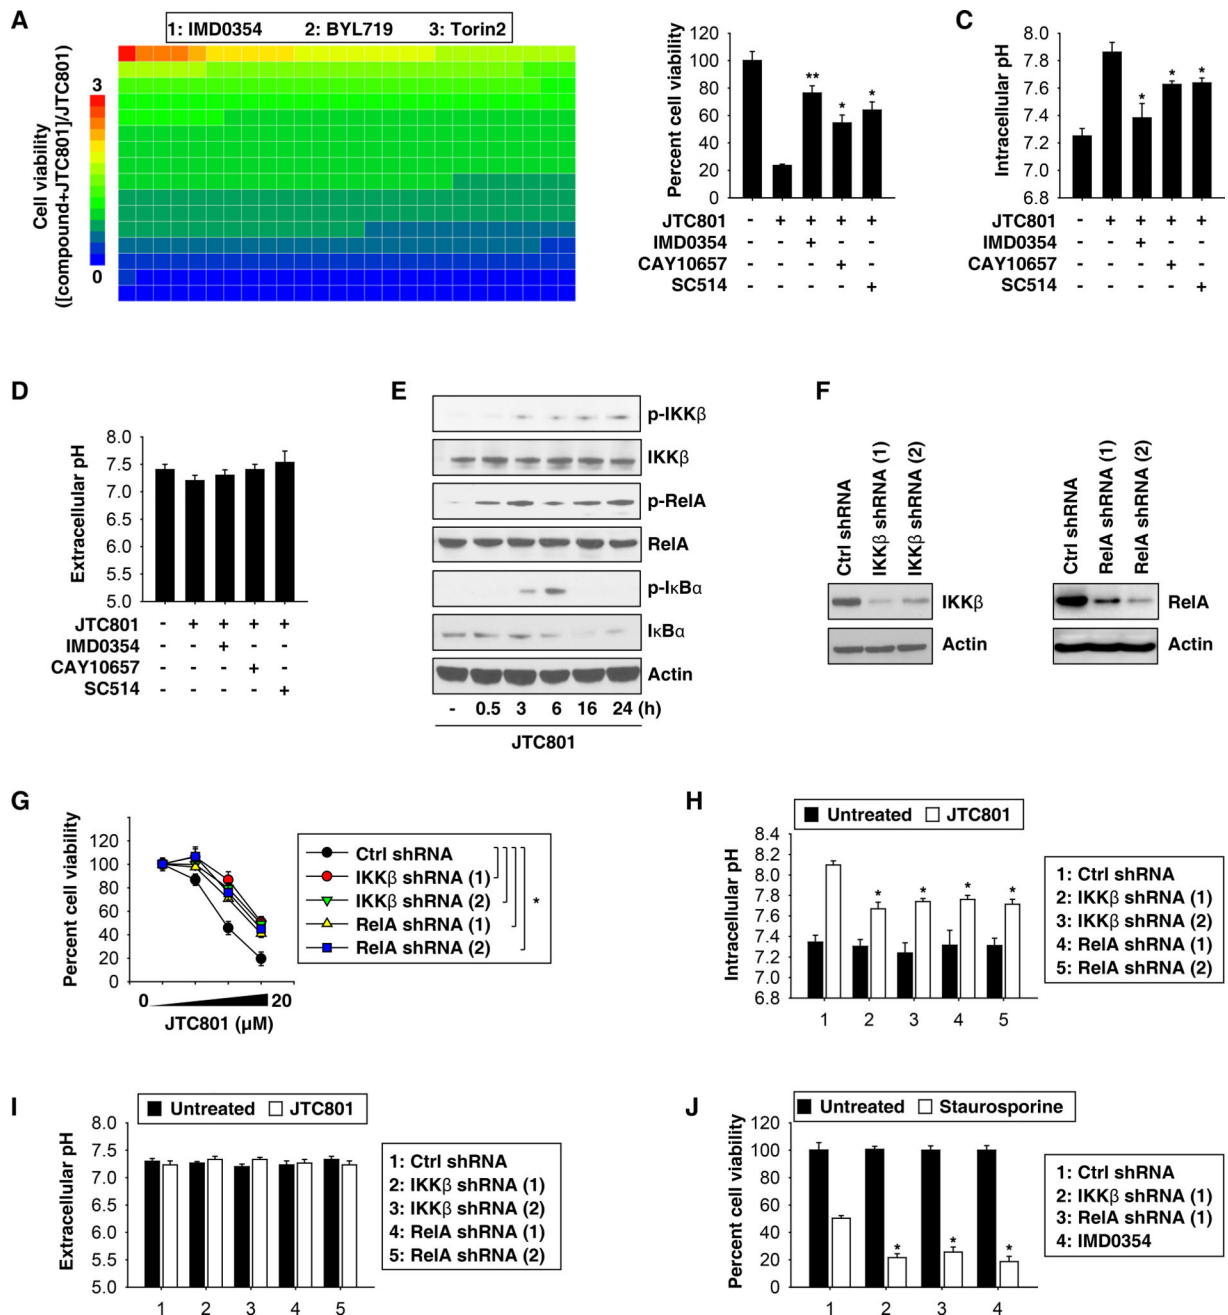 A
1: IMD0354 2: BYL719 3: Torin2
Cell viability
([compound+JTC801]/JTC801)
3
0
Percent cell viability
120
100
80
60
40
20
0
** * *
JTC801 - + + + +
IMD0354 - - + - -
CAY10657 - - - + -
SC514 - - - - +
C
Intracellular pH
8.0
7.8
7.6
7.4
7.2
7.0
6.8
* * *
JTC801 - + + + +
IMD0354 - - + - -
CAY10657 - - - + -
SC514 - - - - +
D
Extracellular pH
8.0
7.5
7.0
6.5
6.0
5.5
5.0
JTC801 - + + + +
IMD0354 - - + - -
CAY10657 - - - + -
SC514 - - - - +
E
p-IKKβ
IKKβ
p-RelA
RelA
p-IκBα
IκBα
Actin
- 0.5 3 6 16 24 (h)
JTC801
F
Ctrl shRNA
IKKβ shRNA (1)
IKKβ shRNA (2)
IKKβ
Actin
Ctrl shRNA
RelA shRNA (1)
RelA shRNA (2)
RelA
Actin
G
Percent cell viability
120
100
80
60
40
20
0
0 20
JTC801 (μM)
Ctrl shRNA
IKKβ shRNA (1)
IKKβ shRNA (2)
RelA shRNA (1)
RelA shRNA (2)
*
H
Untreated JTC801
Intracellular pH
8.4
8.2
8.0
7.8
7.6
7.4
7.2
7.0
6.8
* * * *
1 2 3 4 5
1: Ctrl shRNA
2: IKKβ shRNA (1)
3: IKKβ shRNA (2)
4: RelA shRNA (1)
5: RelA shRNA (2)
I
Untreated JTC801
Extracellular pH
8.0
7.5
7.0
6.5
6.0
5.5
5.0
1 2 3 4 5
1: Ctrl shRNA
2: IKKβ shRNA (1)
3: IKKβ shRNA (2)
4: RelA shRNA (1)
5: RelA shRNA (2)
J
Untreated Staurosporine
Percent cell viability
120
100
80
60
40
20
0
* * *
1 2 3 4
1: Ctrl shRNA
2: IKKβ shRNA (1)
3: RelA shRNA (1)
4: IMD0354